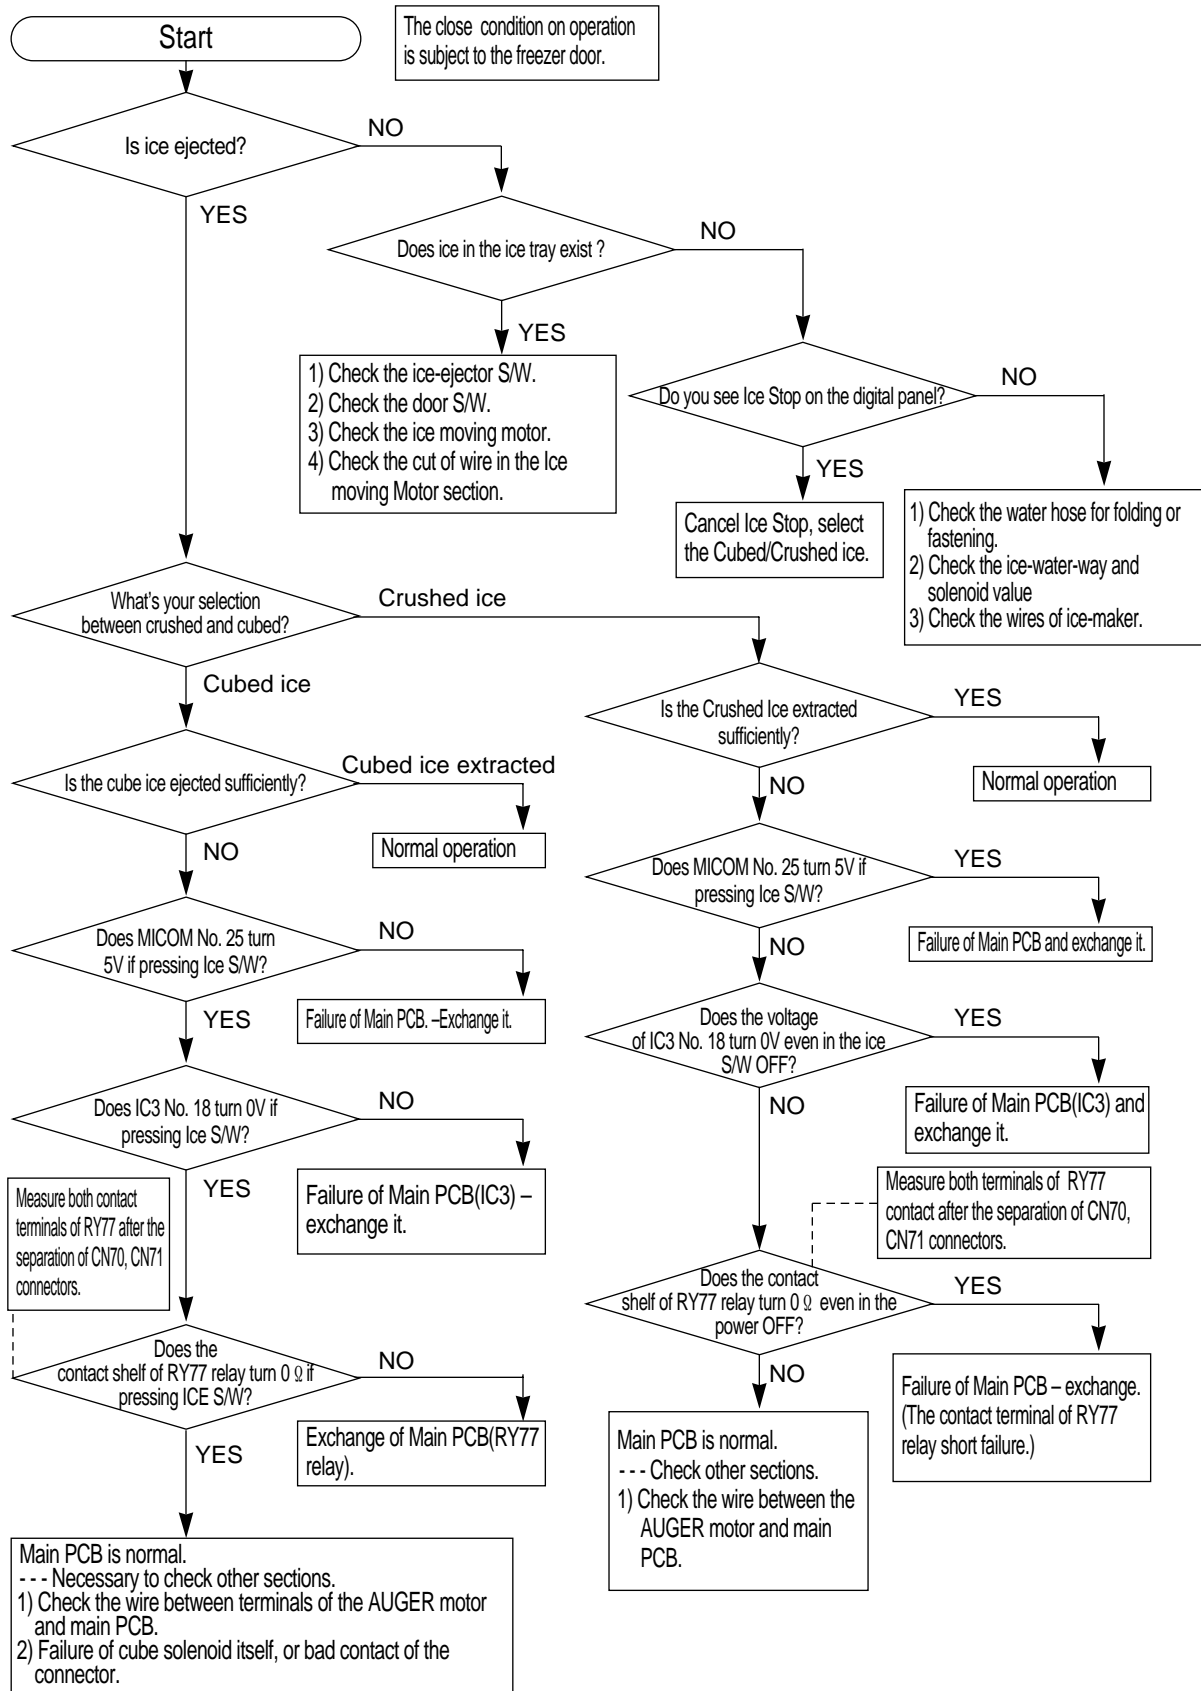 Start
The close condition on operation
is subject to the freezer door.
Is ice ejected?
NO
YES
Does ice in the ice tray exist ?
NO
YES
1) Check the ice-ejector S/W.
2) Check the door S/W.
3) Check the ice moving motor.
4) Check the cut of wire in the Ice
moving Motor section.
Do you see Ice Stop on the digital panel?
NO
YES
Cancel Ice Stop, select
the Cubed/Crushed ice.
1) Check the water hose for folding or
fastening.
2) Check the ice-water-way and
solenoid value
3) Check the wires of ice-maker.
What's your selection
between crushed and cubed?
Crushed ice
Cubed ice
Is the cube ice ejected sufficiently?
Cubed ice extracted
Normal operation
NO
Does MICOM No. 25 turn
5V if pressing Ice S/W?
NO
Failure of Main PCB. –Exchange it.
YES
Does IC3 No. 18 turn 0V if
pressing Ice S/W?
NO
Failure of Main PCB(IC3) –
exchange it.
YES
Measure both contact
terminals of RY77 after the
separation of CN70, CN71
connectors.
Does the
contact shelf of RY77 relay turn 0 Ω if
pressing ICE S/W?
NO
Exchange of Main PCB(RY77
relay).
YES
Main PCB is normal.
- - - Necessary to check other sections.
1) Check the wire between terminals of the AUGER motor
and main PCB.
2) Failure of cube solenoid itself, or bad contact of the
connector.
Is the Crushed Ice extracted
sufficiently?
YES
Normal operation
NO
Does MICOM No. 25 turn 5V if
pressing Ice S/W?
YES
Failure of Main PCB and exchange it.
NO
Does the voltage
of IC3 No. 18 turn 0V even in the ice
S/W OFF?
YES
Failure of Main PCB(IC3) and
exchange it.
NO
Measure both terminals of RY77
contact after the separation of CN70,
CN71 connectors.
Does the contact
shelf of RY77 relay turn 0 Ω even in the
power OFF?
YES
Failure of Main PCB – exchange.
(The contact terminal of RY77
relay short failure.)
NO
Main PCB is normal.
- - - Check other sections.
1) Check the wire between the
AUGER motor and main
PCB.